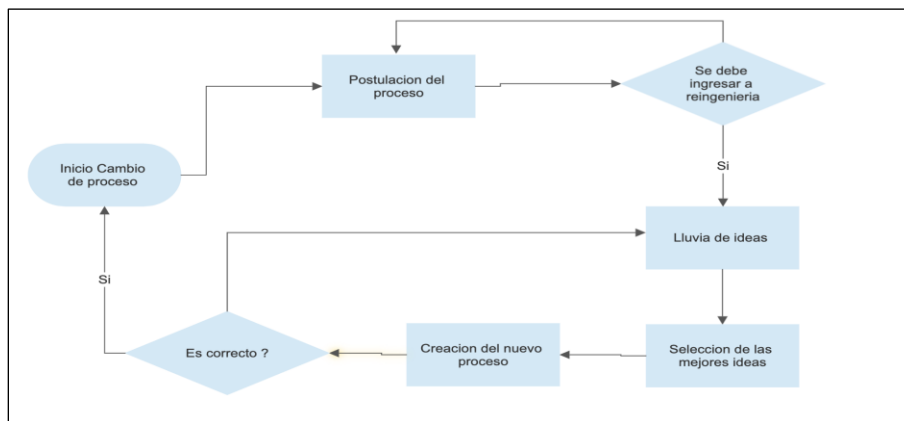 Postulacion del
proceso
Se debe
ingresar a
reingenieria
Inicio Cambio
de proceso
Si
Lluvia de ideas
Si
Es correcto ?
Creacion del nuevo
proceso
Seleccion de las
mejores ideas